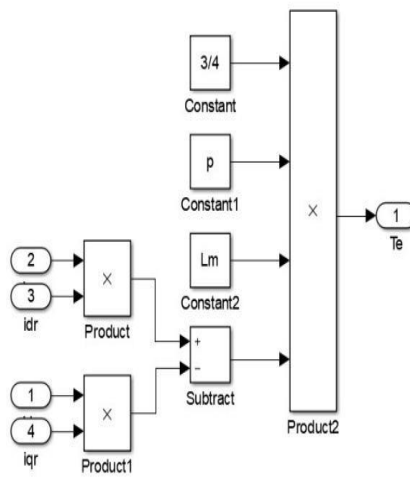 3/4
Constant
p
Constant1
Lm
Constant2
2
3
idr
×
Product
1
4
iqr
×
Product1
+
−
Subtract
×
Product2
1
Te